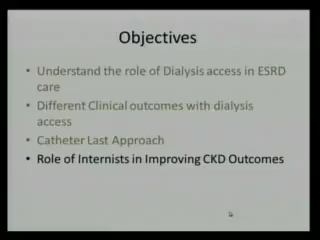 Objectives
• Understand the role of Dialysis access in ESRD
care
• Different Clinical outcomes with dialysis
access
• Catheter Last Approach
• Role of Internists in Improving CKD Outcomes